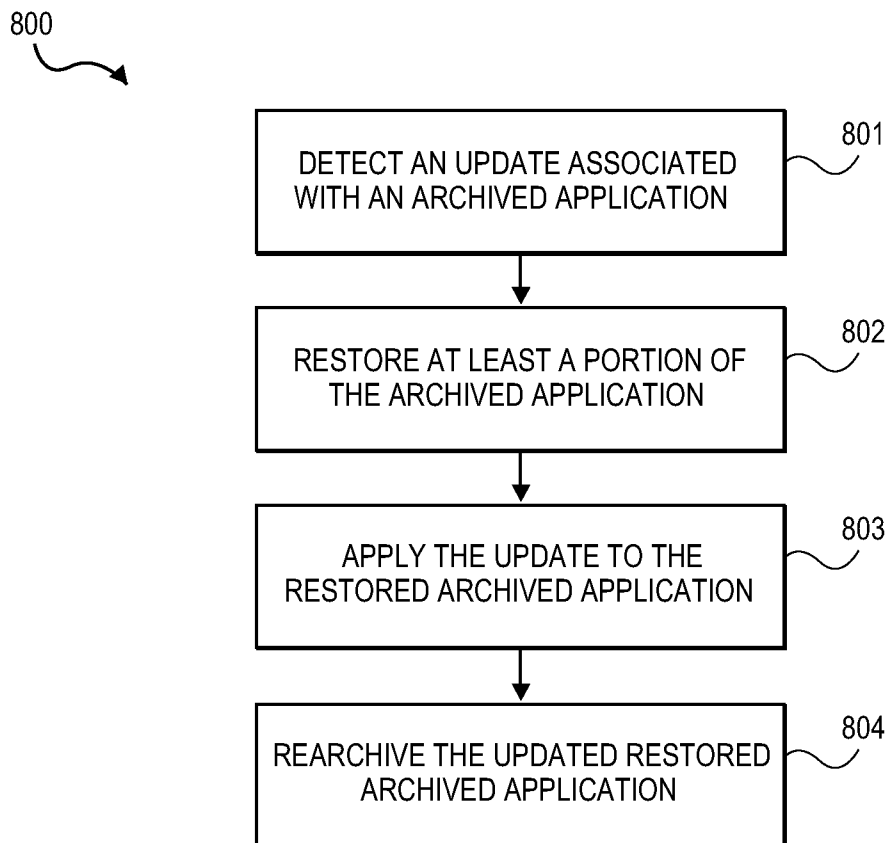 800
801
DETECT AN UPDATE ASSOCIATED
WITH AN ARCHIVED APPLICATION
802
RESTORE AT LEAST A PORTION OF
THE ARCHIVED APPLICATION
803
APPLY THE UPDATE TO THE
RESTORED ARCHIVED APPLICATION
804
REARCHIVE THE UPDATED RESTORED
ARCHIVED APPLICATION